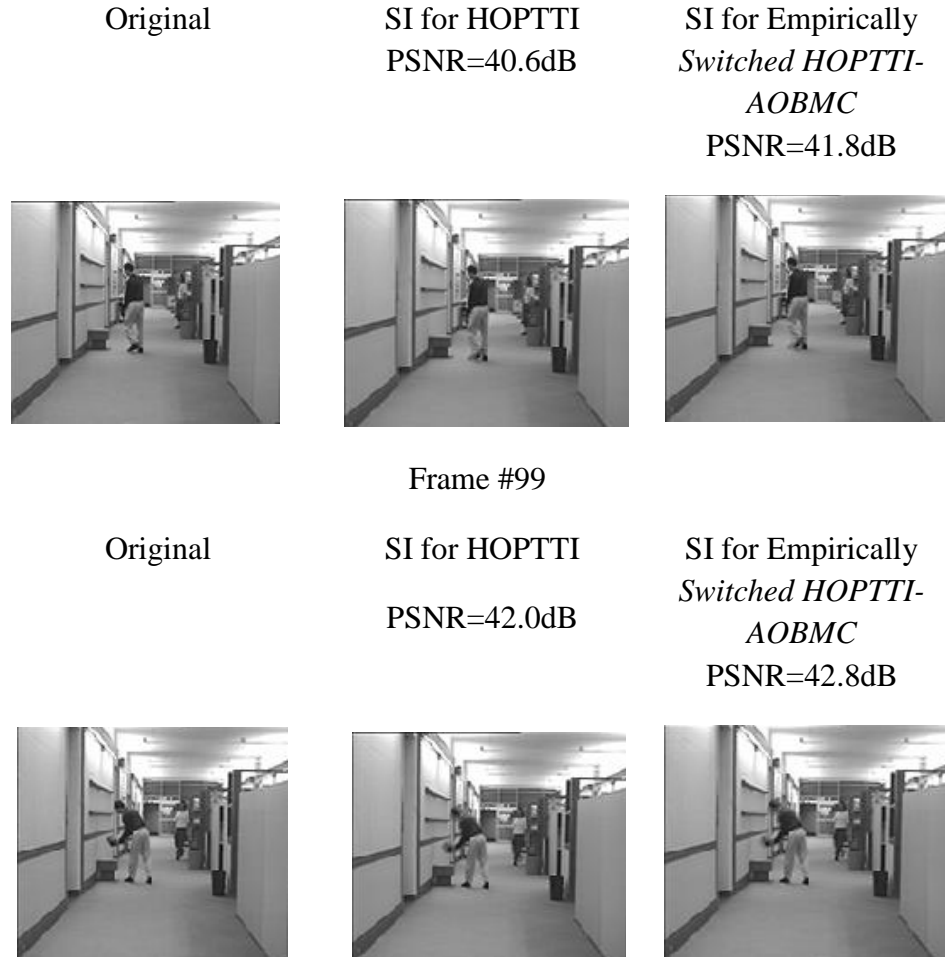 Original
SI for HOPTTI
PSNR=40.6dB
SI for Empirically
Switched HOPTTI-
AOBMC
PSNR=41.8dB
Frame #99
Original
SI for HOPTTI
PSNR=42.0dB
SI for Empirically
Switched HOPTTI-
AOBMC
PSNR=42.8dB